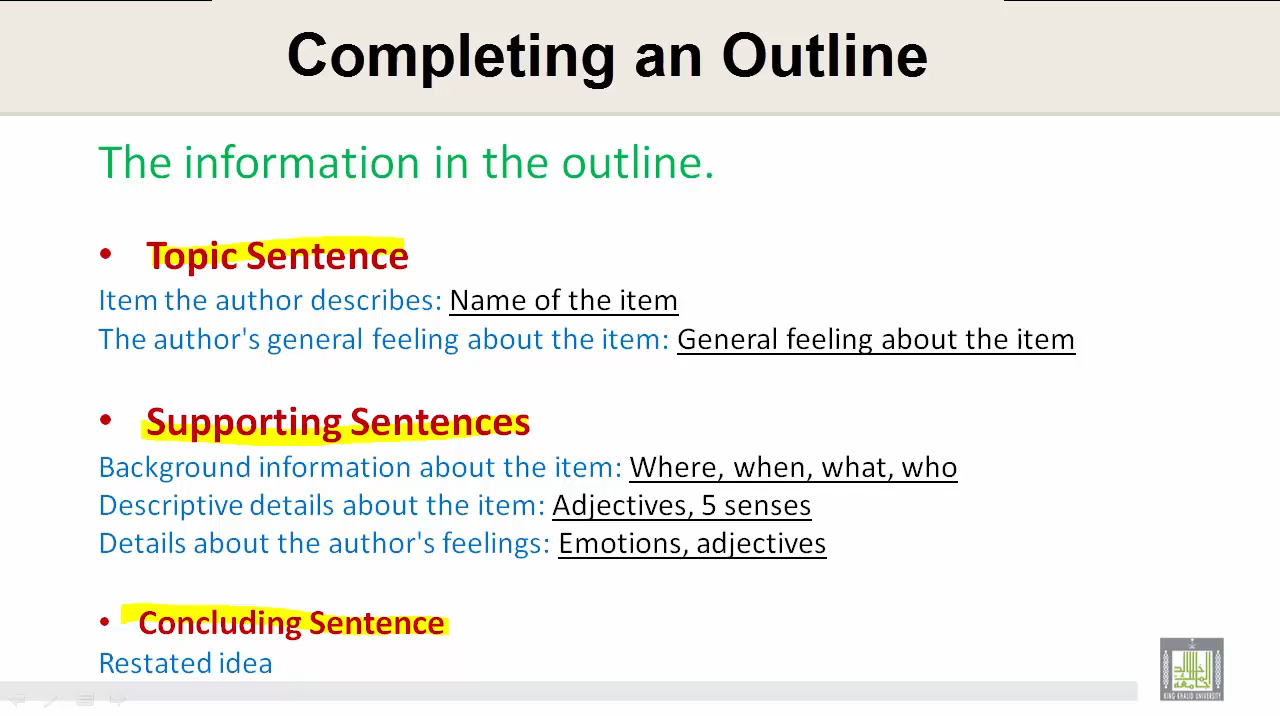 Completing an Outline
The information in the outline.
• Topic Sentence
Item the author describes: Name of the item
The author's general feeling about the item: General feeling about the item
• Supporting Sentences
Background information about the item: Where, when, what, who
Descriptive details about the item: Adjectives, 5 senses
Details about the author's feelings: Emotions, adjectives
• Concluding Sentence
Restated idea
KING KHALID UNIVERSITY